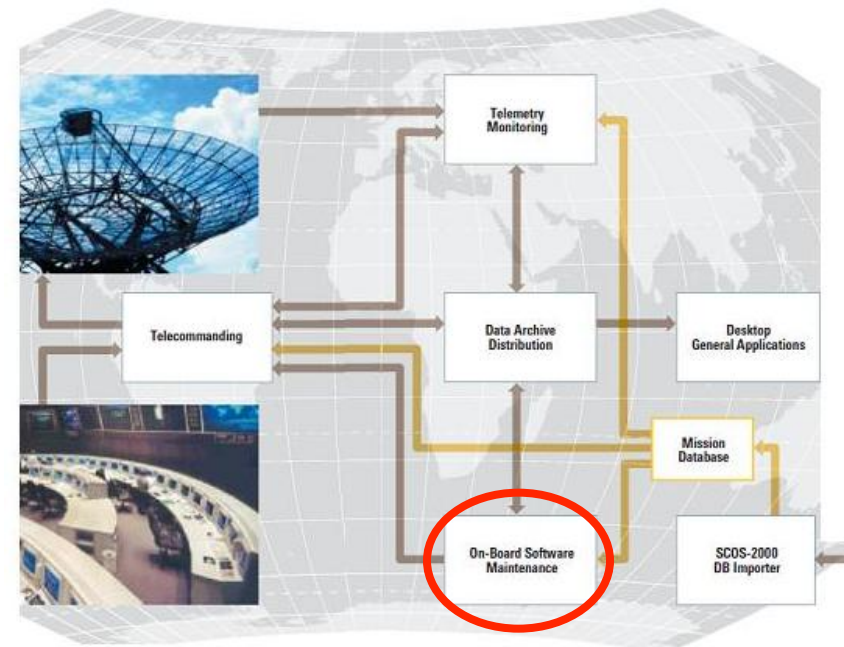 Telemetry
Monitoring
Telecommanding
Data Archive
Distribution
Desktop
General Applications
Mission
Database
On-Board Software
Maintenance
SCOS-2000
DB Importer